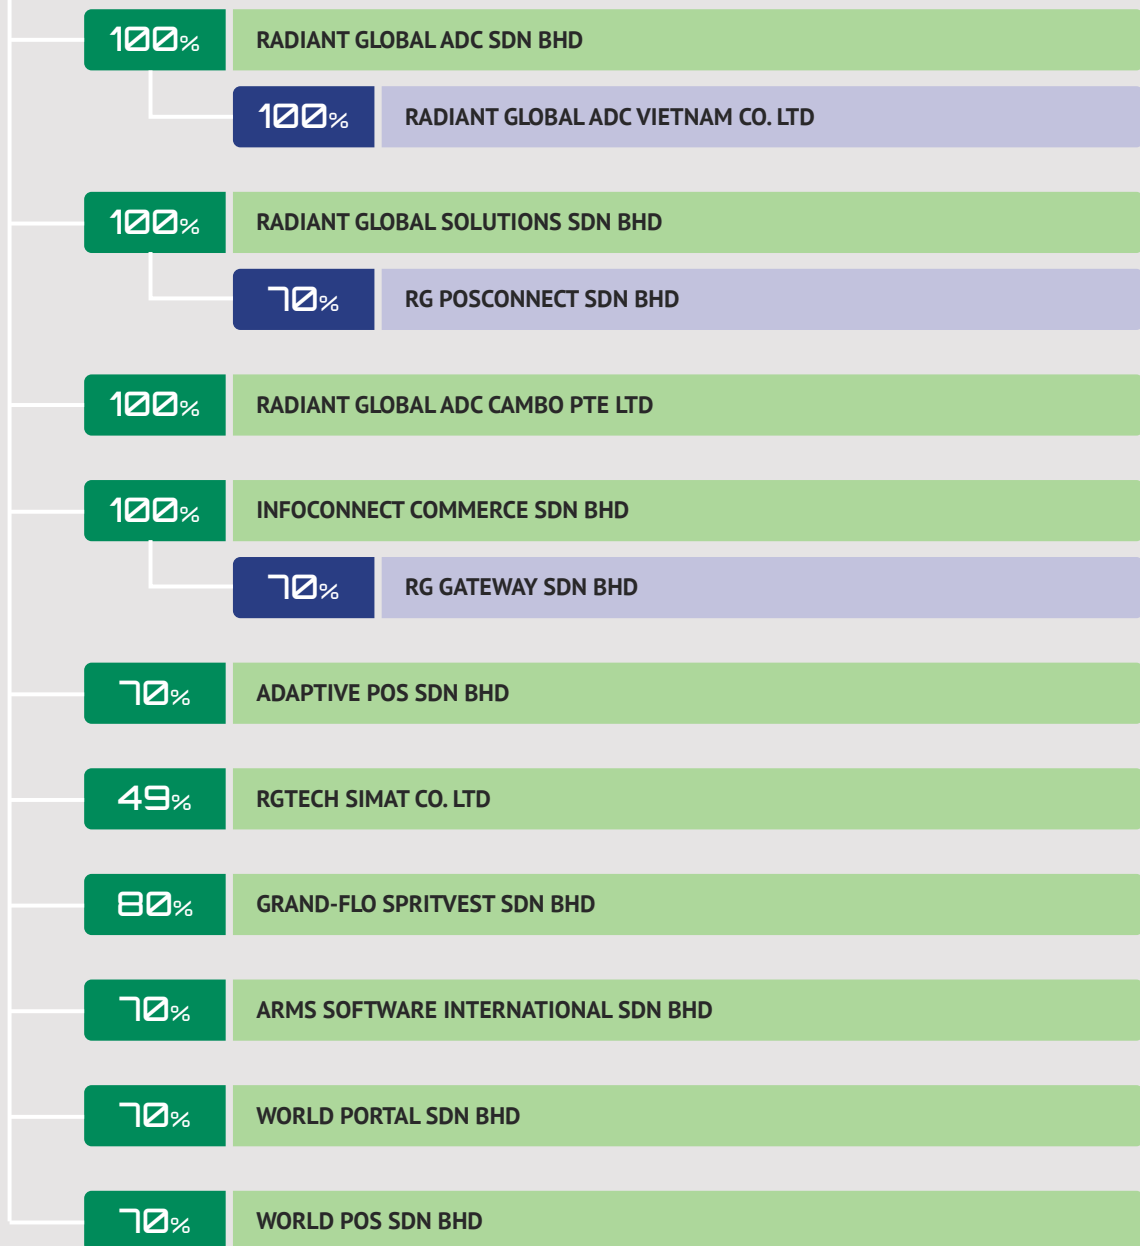 100% RADIANT GLOBAL ADC SDN BHD
100% RADIANT GLOBAL ADC VIETNAM CO. LTD
100% RADIANT GLOBAL SOLUTIONS SDN BHD
70% RG POSCONNECT SDN BHD
100% RADIANT GLOBAL ADC CAMBO PTE LTD
100% INFOCONNECT COMMERCE SDN BHD
70% RG GATEWAY SDN BHD
70% ADAPTIVE POS SDN BHD
49% RGTECH SIMAT CO. LTD
80% GRAND-FLO SPRITVEST SDN BHD
70% ARMS SOFTWARE INTERNATIONAL SDN BHD
70% WORLD PORTAL SDN BHD
70% WORLD POS SDN BHD